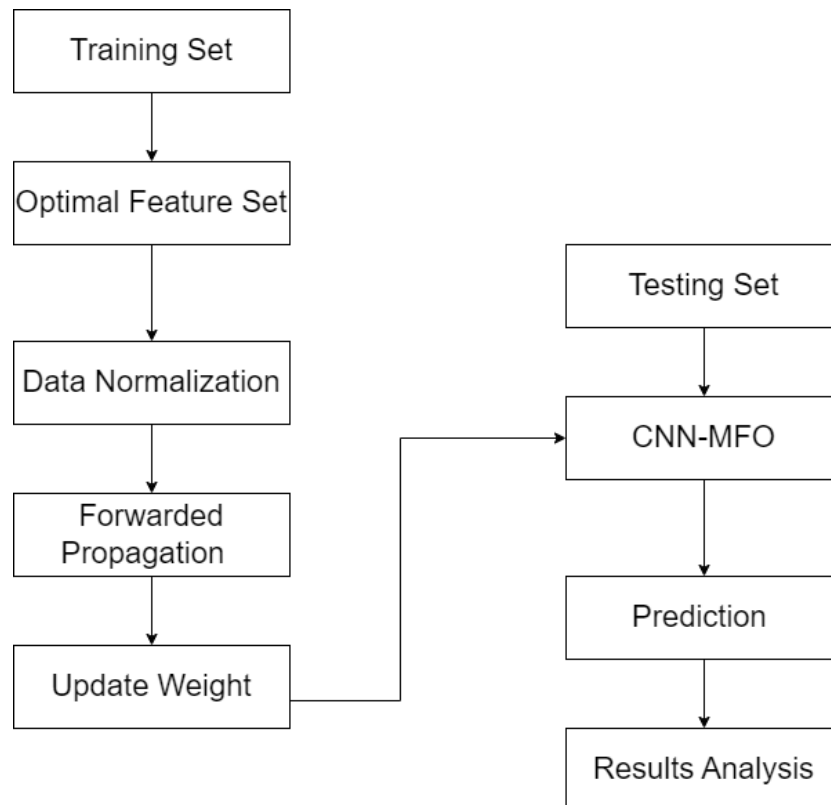 Training Set
Optimal Feature Set
Data Normalization
Forwarded
Propagation
Update Weight
Testing Set
CNN-MFO
Prediction
Results Analysis